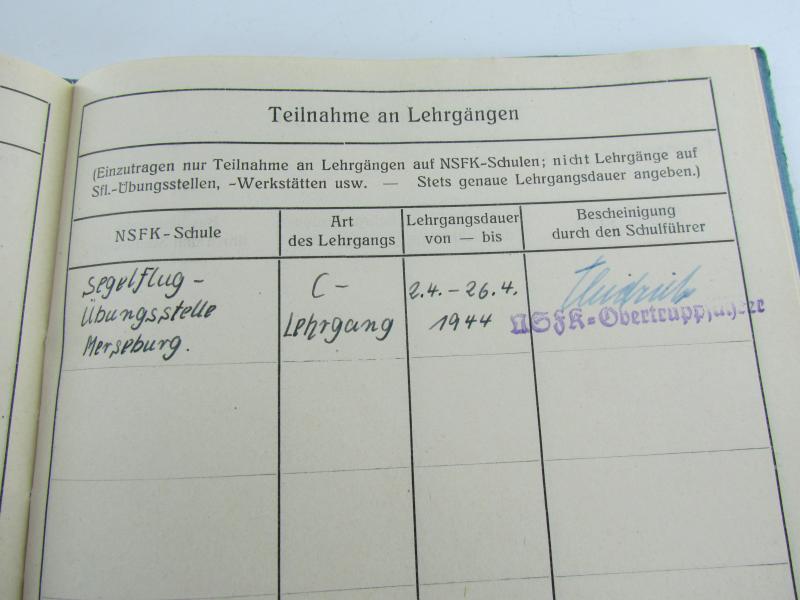 Teilnahme an Lehrgängen
(Einzutragen nur Teilnahme an Lehrgängen auf NSFK-Schulen; nicht Lehrgänge auf
Sfl.-Übungsstellen, -Werkstätten usw. — Stets genaue Lehrgangsdauer angeben.)
NSFK-Schule
Art
des Lehrgangs
Lehrgangsdauer
von — bis
Bescheinigung
durch den Schulführer
Segelflug-
Übungsstelle
Merseburg.
C-
Lehrgang
2.4. – 26.4.
1944
NSFK-Obertruppführer